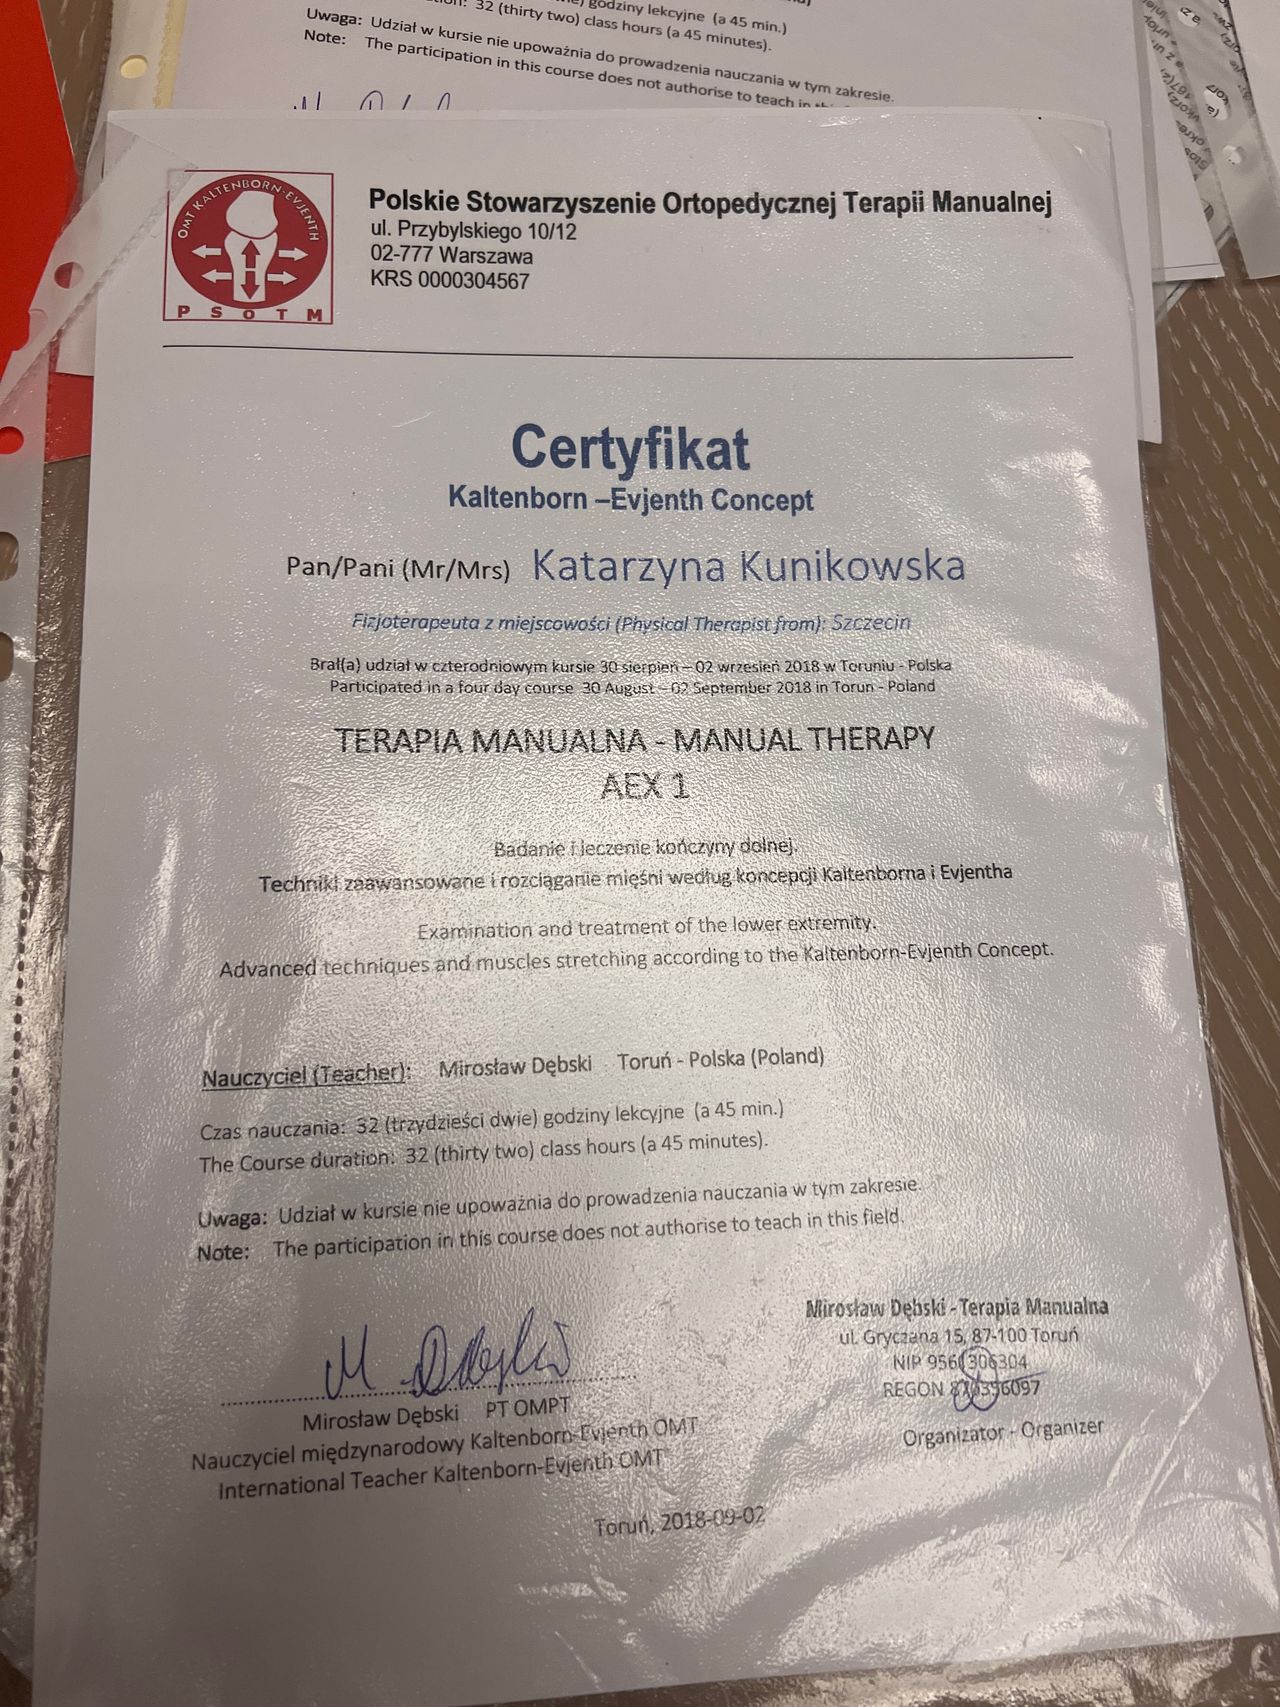 godziny lekcyjne (a 45 min.)
32 (thirty two) class hours (a 45 minutes).
Uwaga: Udział w kursie nie upoważnia do prowadzenia nauczania w tym zakresie.
Note: The participation in this course does not authorise to teach in
OMT KALTENBORN-EVJENTH
PSOTM
Polskie Stowarzyszenie Ortopedycznej Terapii Manualnej
ul. Przybylskiego 10/12
02-777 Warszawa
KRS 0000304567
Certyfikat
Kaltenborn –Evjenth Concept
Pan/Pani (Mr/Mrs) Katarzyna Kunikowska
Fizjoterapeuta z miejscowości (Physical Therapist from): Szczecin
Brał(a) udział w czterodniowym kursie 30 sierpień – 02 wrzesień 2018 w Toruniu - Polska
Participated in a four day course 30 August – 02 September 2018 in Torun - Poland
TERAPIA MANUALNA - MANUAL THERAPY
AEX 1
Badanie i leczenie kończyny dolnej.
Techniki zaawansowane i rozciąganie mięśni według koncepcji Kaltenborna i Evjentha
Examination and treatment of the lower extremity.
Advanced techniques and muscles stretching according to the Kaltenborn-Evjenth Concept.
Nauczyciel (Teacher): Mirosław Dębski Toruń - Polska (Poland)
Czas nauczania: 32 (trzydzieści dwie) godziny lekcyjne (a 45 min.)
The Course duration: 32 (thirty two) class hours (a 45 minutes).
Uwaga: Udział w kursie nie upoważnia do prowadzenia nauczania w tym zakresie.
Note: The participation in this course does not authorise to teach in this field.
M Dębski
Mirosław Dębski PT OMPT
Nauczyciel międzynarodowy Kaltenborn-Evjenth OMT
International Teacher Kaltenborn-Evjenth OMT
Mirosław Dębski - Terapia Manualna
ul. Gryczana 15, 87-100 Toruń
NIP 9561306304
REGON
Organizator - Organizer
Toruń, 2018-09-02